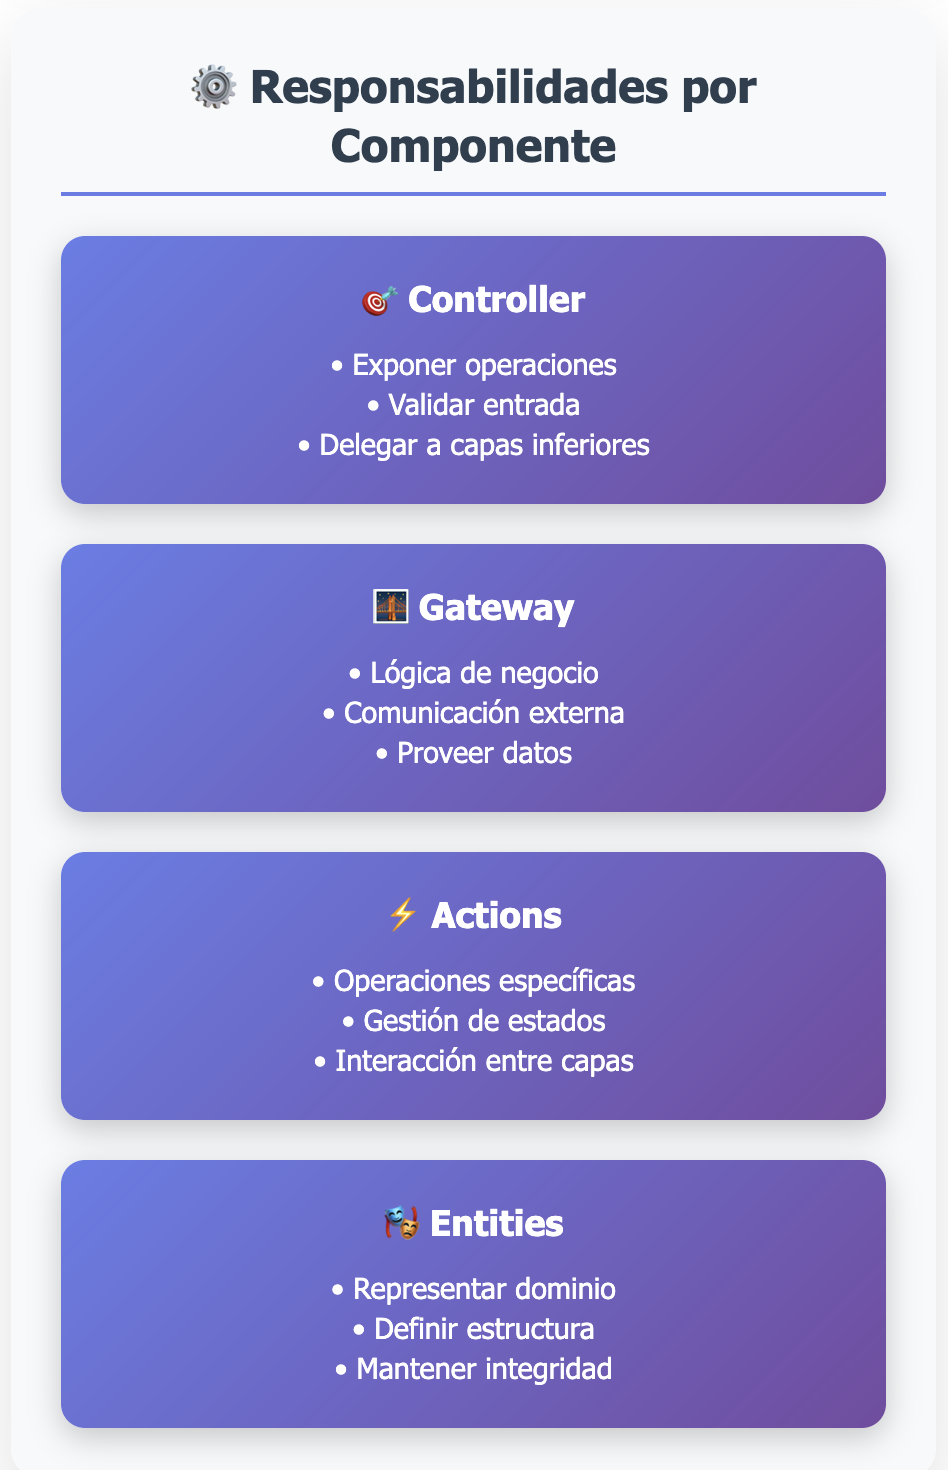 ⚙️ Responsabilidades por
Componente
🎯 Controller
• Exponer operaciones
• Validar entrada
• Delegar a capas inferiores
🌉 Gateway
• Lógica de negocio
• Comunicación externa
• Proveer datos
⚡ Actions
• Operaciones específicas
• Gestión de estados
• Interacción entre capas
🎭 Entities
• Representar dominio
• Definir estructura
• Mantener integridad